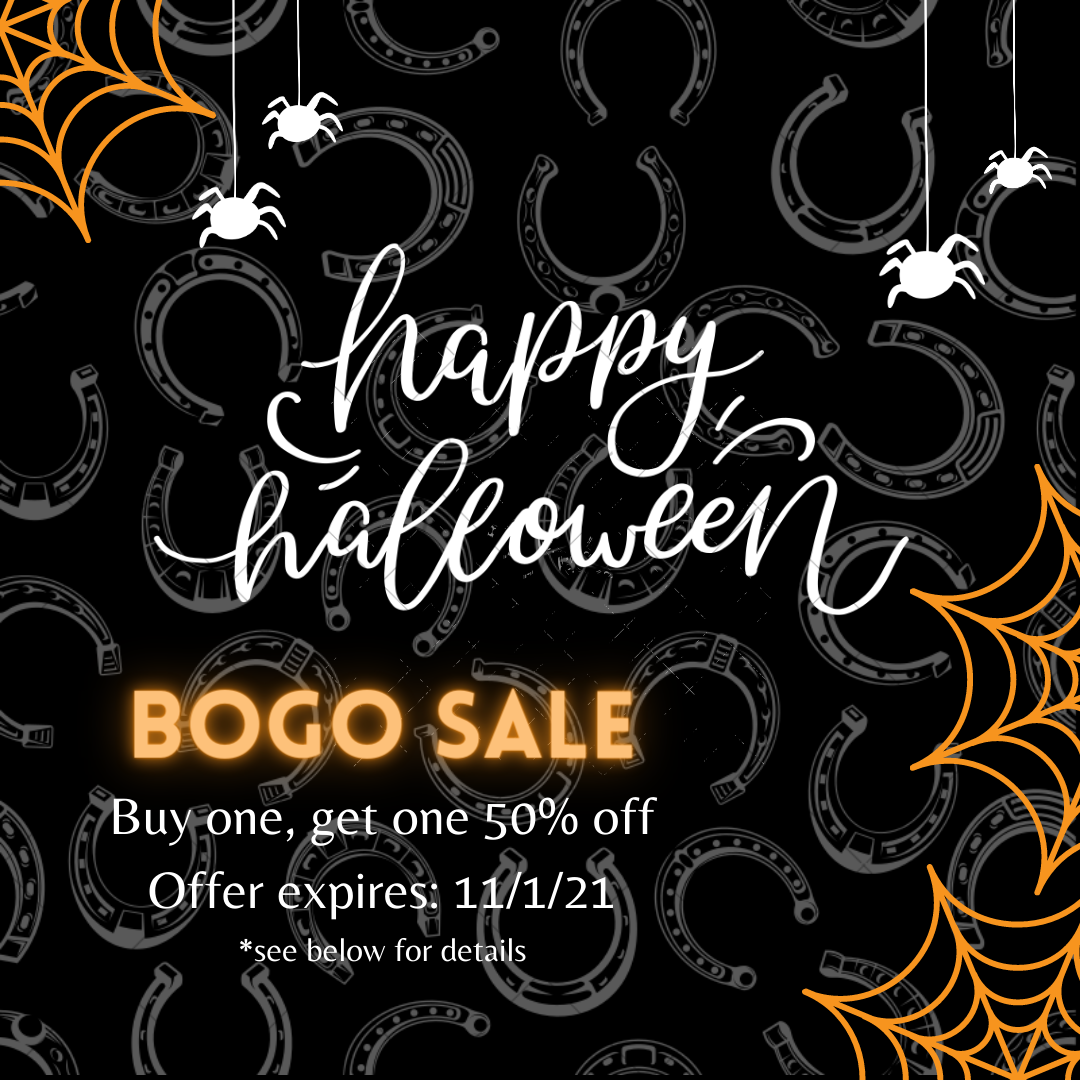 happy
halloween
BOGO SALE
Buy one, get one 50% off
Offer expires: 11/1/21
*see below for details